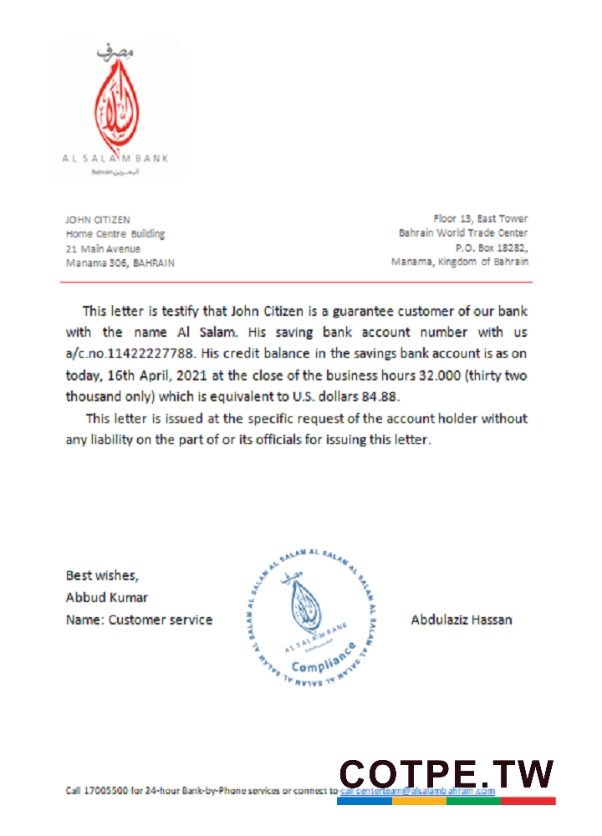 مصرف
السلام
AL SALAM BANK
Bahrain البحرين
JOHN CITIZEN
Home Centre Building
21 Main Avenue
Manama 306, BAHRAIN
Floor 13, East Tower
Bahrain World Trade Center
P.O. Box 18282,
Manama, Kingdom of Bahrain
This letter is testify that John Citizen is a guarantee customer of our bank
with the name Al Salam. His saving bank account number with us
a/c.no.11422227788. His credit balance in the savings bank account is as on
today, 16th April, 2021 at the close of the business hours 32.000 (thirty two
thousand only) which is equivalent to U.S. dollars 84.88.
This letter is issued at the specific request of the account holder without
any liability on the part of or its officials for issuing this letter.
Best wishes,
Abbud Kumar
Name: Customer service
AL SALAM AL SALAM AL SALAM AL SALAM AL SALAM AL SALAM AL SALAM
مصرف
AL SALAM BANK
Compliance
Abdulaziz Hassan
COTPE.TW
Call 17005500 for 24-hour Bank-by-Phone services or connect to call centerteam@alsalambahrain.com